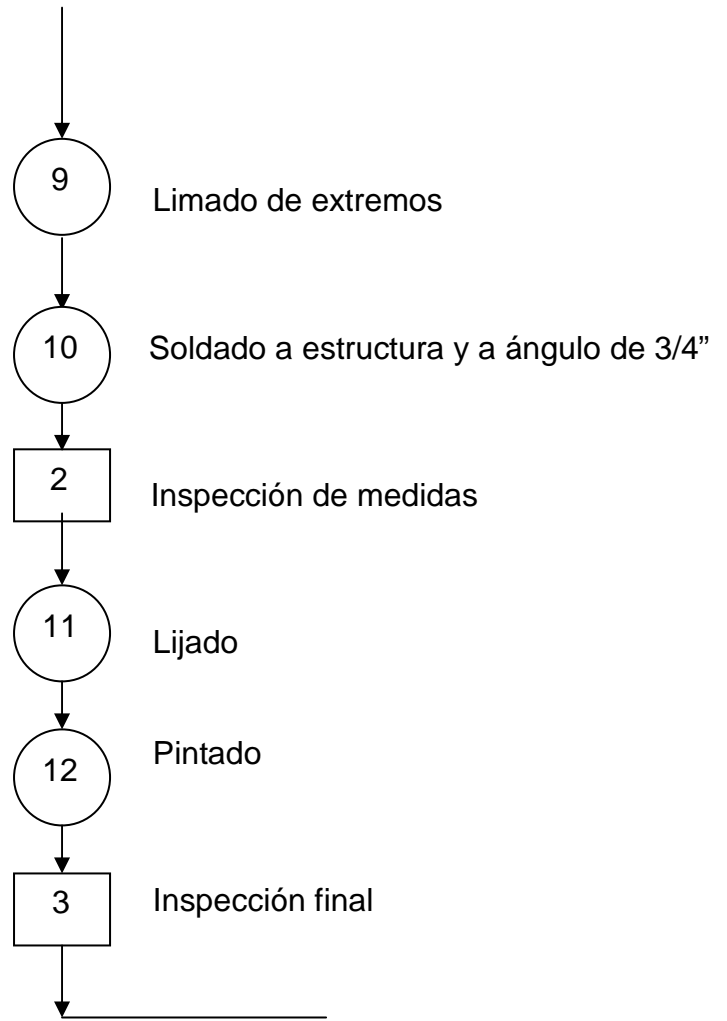 9
Limado de extremos
10
Soldado a estructura y a ángulo de 3/4”
2
Inspección de medidas
11
Lijado
12
Pintado
3
Inspección final